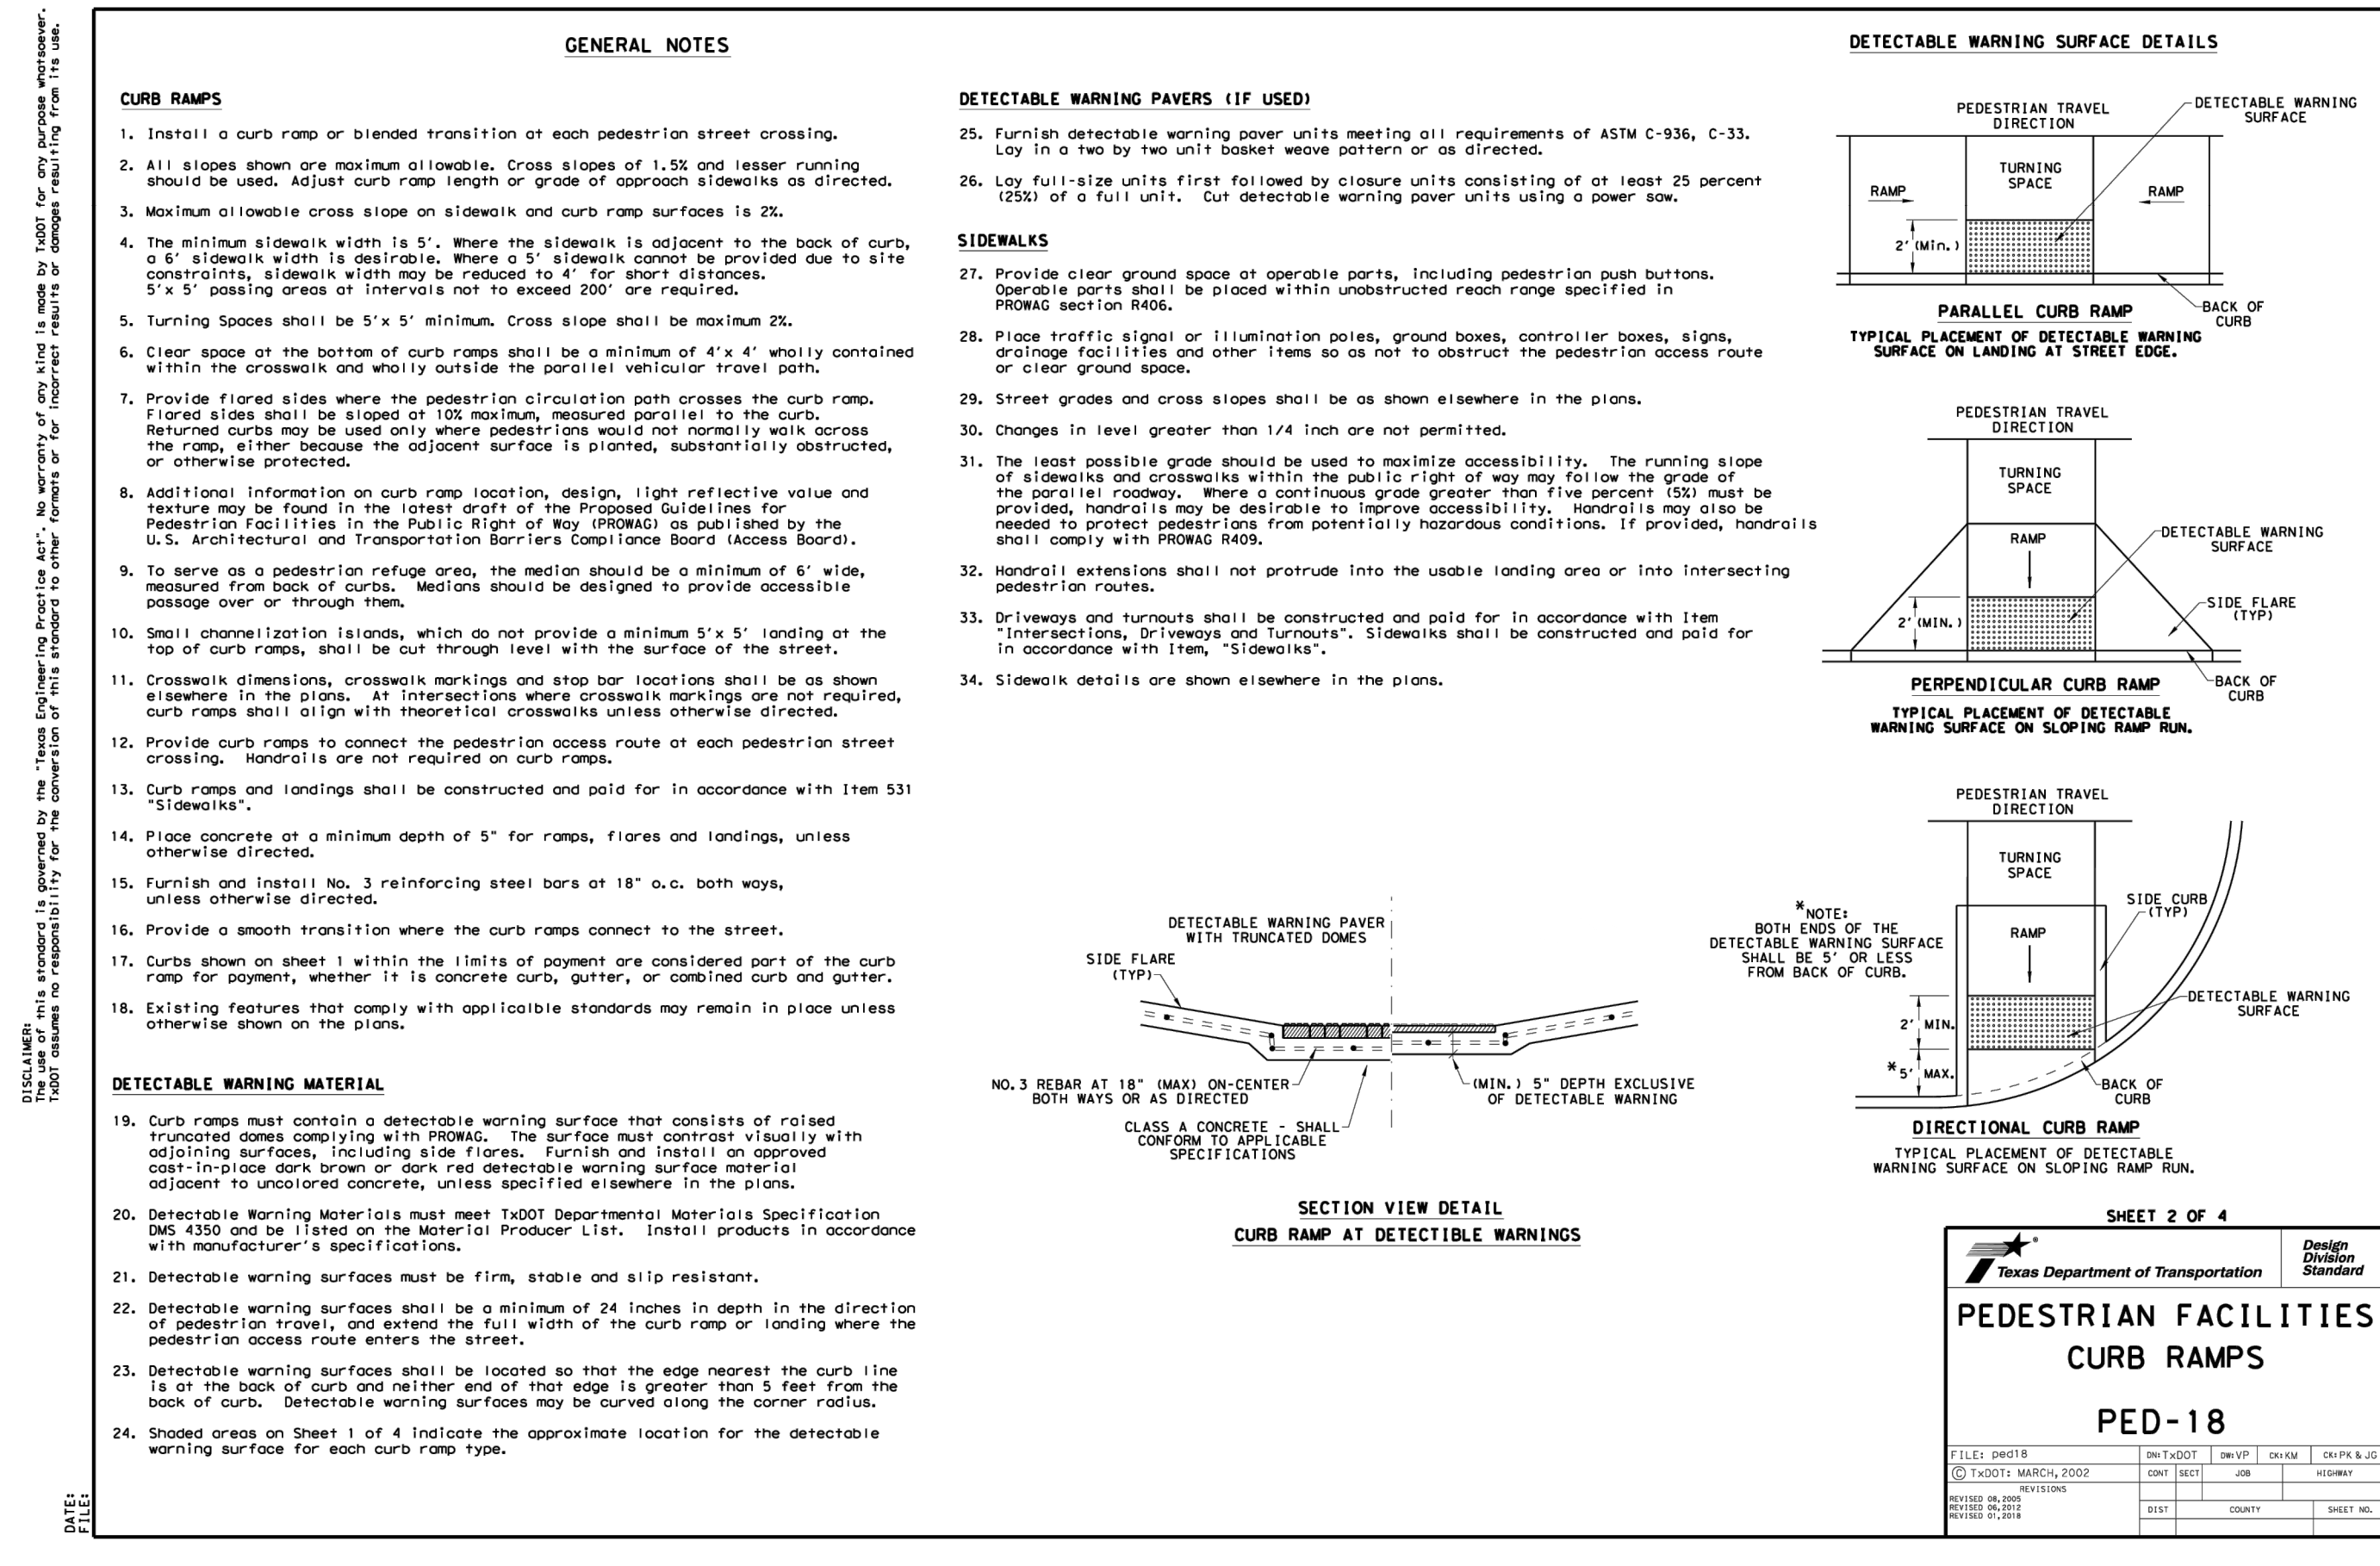 DISCLAIMER:
The use of this standard is governed by the "Texas Engineering Practice Act". No warranty of any kind is made by TxDOT for any purpose whatsoever.
TxDOT assumes no responsibility for the conversion of this standard to other formats or for incorrect results or damages resulting from its use.
DATE:
FILE:
GENERAL NOTES
CURB RAMPS
1. Install a curb ramp or blended transition at each pedestrian street crossing.
2. All slopes shown are maximum allowable. Cross slopes of 1.5% and lesser running
should be used. Adjust curb ramp length or grade of approach sidewalks as directed.
3. Maximum allowable cross slope on sidewalk and curb ramp surfaces is 2%.
4. The minimum sidewalk width is 5'. Where the sidewalk is adjacent to the back of curb,
a 6' sidewalk width is desirable. Where a 5' sidewalk cannot be provided due to site
constraints, sidewalk width may be reduced to 4' for short distances.
5'x 5' passing areas at intervals not to exceed 200' are required.
5. Turning Spaces shall be 5'x 5' minimum. Cross slope shall be maximum 2%.
6. Clear space at the bottom of curb ramps shall be a minimum of 4'x 4' wholly contained
within the crosswalk and wholly outside the parallel vehicular travel path.
7. Provide flared sides where the pedestrian circulation path crosses the curb ramp.
Flared sides shall be sloped at 10% maximum, measured parallel to the curb.
Returned curbs may be used only where pedestrians would not normally walk across
the ramp, either because the adjacent surface is planted, substantially obstructed,
or otherwise protected.
8. Additional information on curb ramp location, design, light reflective value and
texture may be found in the latest draft of the Proposed Guidelines for
Pedestrian Facilities in the Public Right of Way (PROWAG) as published by the
U.S. Architectural and Transportation Barriers Compliance Board (Access Board).
9. To serve as a pedestrian refuge area, the median should be a minimum of 6' wide,
measured from back of curbs. Medians should be designed to provide accessible
passage over or through them.
10. Small channelization islands, which do not provide a minimum 5'x 5' landing at the
top of curb ramps, shall be cut through level with the surface of the street.
11. Crosswalk dimensions, crosswalk markings and stop bar locations shall be as shown
elsewhere in the plans. At intersections where crosswalk markings are not required,
curb ramps shall align with theoretical crosswalks unless otherwise directed.
12. Provide curb ramps to connect the pedestrian access route at each pedestrian street
crossing. Handrails are not required on curb ramps.
13. Curb ramps and landings shall be constructed and paid for in accordance with Item 531
"Sidewalks".
14. Place concrete at a minimum depth of 5" for ramps, flares and landings, unless
otherwise directed.
15. Furnish and install No. 3 reinforcing steel bars at 18" o.c. both ways,
unless otherwise directed.
16. Provide a smooth transition where the curb ramps connect to the street.
17. Curbs shown on sheet 1 within the limits of payment are considered part of the curb
ramp for payment, whether it is concrete curb, gutter, or combined curb and gutter.
18. Existing features that comply with applicalble standards may remain in place unless
otherwise shown on the plans.
DETECTABLE WARNING MATERIAL
19. Curb ramps must contain a detectable warning surface that consists of raised
truncated domes complying with PROWAG. The surface must contrast visually with
adjoining surfaces, including side flares. Furnish and install an approved
cast-in-place dark brown or dark red detectable warning surface material
adjacent to uncolored concrete, unless specified elsewhere in the plans.
20. Detectable Warning Materials must meet TxDOT Departmental Materials Specification
DMS 4350 and be listed on the Material Producer List. Install products in accordance
with manufacturer's specifications.
21. Detectable warning surfaces must be firm, stable and slip resistant.
22. Detectable warning surfaces shall be a minimum of 24 inches in depth in the direction
of pedestrian travel, and extend the full width of the curb ramp or landing where the
pedestrian access route enters the street.
23. Detectable warning surfaces shall be located so that the edge nearest the curb line
is at the back of curb and neither end of that edge is greater than 5 feet from the
back of curb. Detectable warning surfaces may be curved along the corner radius.
24. Shaded areas on Sheet 1 of 4 indicate the approximate location for the detectable
warning surface for each curb ramp type.
DETECTABLE WARNING PAVERS (IF USED)
25. Furnish detectable warning paver units meeting all requirements of ASTM C-936, C-33.
Lay in a two by two unit basket weave pattern or as directed.
26. Lay full-size units first followed by closure units consisting of at least 25 percent
(25%) of a full unit. Cut detectable warning paver units using a power saw.
SIDEWALKS
27. Provide clear ground space at operable parts, including pedestrian push buttons.
Operable parts shall be placed within unobstructed reach range specified in
PROWAG section R406.
28. Place traffic signal or illumination poles, ground boxes, controller boxes, signs,
drainage facilities and other items so as not to obstruct the pedestrian access route
or clear ground space.
29. Street grades and cross slopes shall be as shown elsewhere in the plans.
30. Changes in level greater than 1/4 inch are not permitted.
31. The least possible grade should be used to maximize accessibility. The running slope
of sidewalks and crosswalks within the public right of way may follow the grade of
the parallel roadway. Where a continuous grade greater than five percent (5%) must be
provided, handrails may be desirable to improve accessibility. Handrails may also be
needed to protect pedestrians from potentially hazardous conditions. If provided, handrails
shall comply with PROWAG R409.
32. Handrail extensions shall not protrude into the usable landing area or into intersecting
pedestrian routes.
33. Driveways and turnouts shall be constructed and paid for in accordance with Item
"Intersections, Driveways and Turnouts". Sidewalks shall be constructed and paid for
in accordance with Item, "Sidewalks".
34. Sidewalk details are shown elsewhere in the plans.
DETECTABLE WARNING PAVER
WITH TRUNCATED DOMES
SIDE FLARE
(TYP)
NO.3 REBAR AT 18" (MAX) ON-CENTER
BOTH WAYS OR AS DIRECTED
(MIN.) 5" DEPTH EXCLUSIVE
OF DETECTABLE WARNING
CLASS A CONCRETE - SHALL
CONFORM TO APPLICABLE
SPECIFICATIONS
SECTION VIEW DETAIL
CURB RAMP AT DETECTIBLE WARNINGS
DETECTABLE WARNING SURFACE DETAILS
PEDESTRIAN TRAVEL
DIRECTION
DETECTABLE WARNING
SURFACE
TURNING
SPACE
RAMP
RAMP
2' (Min.)
BACK OF
CURB
PARALLEL CURB RAMP
TYPICAL PLACEMENT OF DETECTABLE WARNING
SURFACE ON LANDING AT STREET EDGE.
PEDESTRIAN TRAVEL
DIRECTION
TURNING
SPACE
RAMP
DETECTABLE WARNING
SURFACE
SIDE FLARE
(TYP)
2' (MIN.)
BACK OF
CURB
PERPENDICULAR CURB RAMP
TYPICAL PLACEMENT OF DETECTABLE
WARNING SURFACE ON SLOPING RAMP RUN.
PEDESTRIAN TRAVEL
DIRECTION
TURNING
SPACE
SIDE CURB
(TYP)
*NOTE:
BOTH ENDS OF THE
DETECTABLE WARNING SURFACE
SHALL BE 5' OR LESS
FROM BACK OF CURB.
RAMP
DETECTABLE WARNING
SURFACE
2' MIN.
*5' MAX.
BACK OF
CURB
DIRECTIONAL CURB RAMP
TYPICAL PLACEMENT OF DETECTABLE
WARNING SURFACE ON SLOPING RAMP RUN.
SHEET 2 OF 4
®
Texas Department of Transportation
Design
Division
Standard
PEDESTRIAN FACILITIES
CURB RAMPS
PED-18
FILE: ped18
DN: TxDOT
DW: VP
CK: KM
CK: PK & JG
© TxDOT: MARCH, 2002
CONT
SECT
JOB
HIGHWAY
REVISIONS
REVISED 08, 2005
REVISED 06, 2012
REVISED 01, 2018
DIST
COUNTY
SHEET NO.